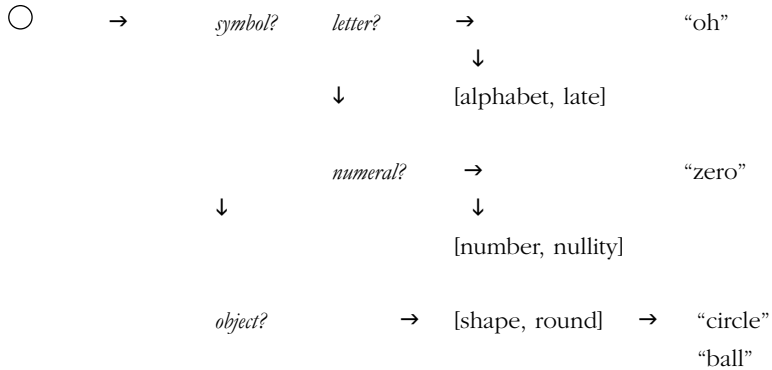 ○ → symbol? letter? → “oh”
↓
↓ [alphabet, late]
numeral? → “zero”
↓ ↓
[number, nullity]
object? → [shape, round] → “circle”
“ball”